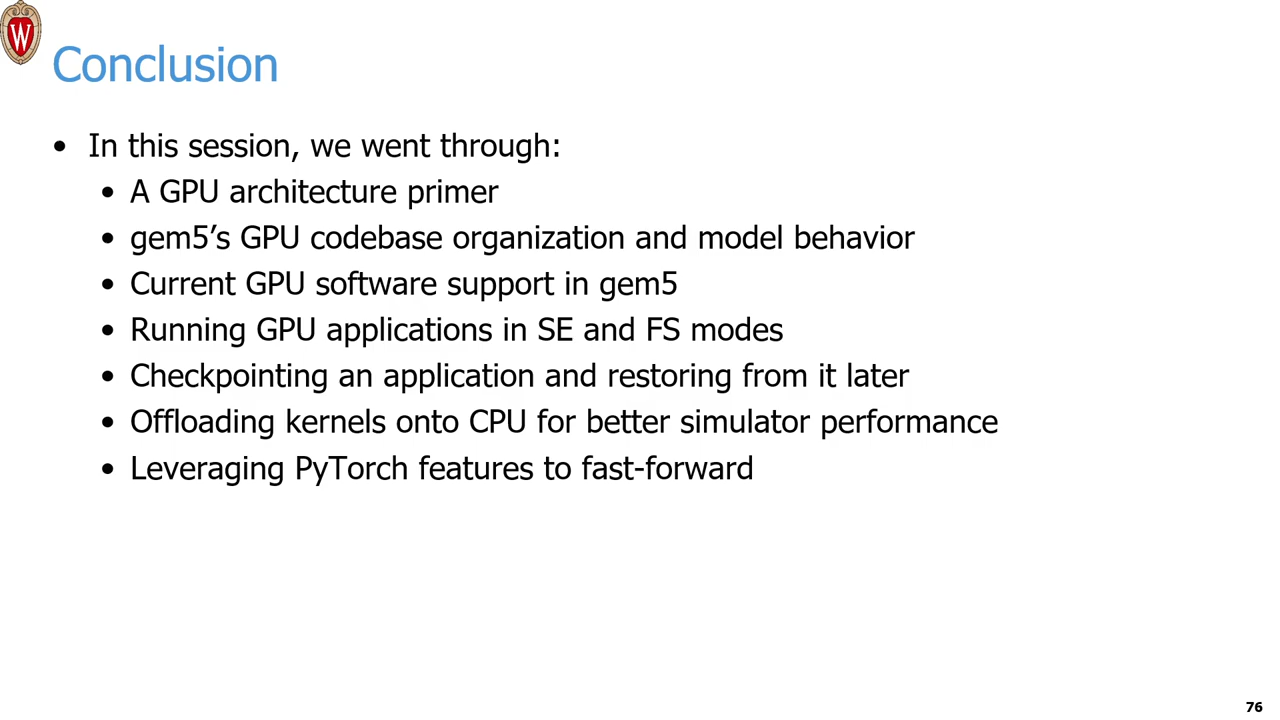 W
Conclusion
• In this session, we went through:
• A GPU architecture primer
• gem5’s GPU codebase organization and model behavior
• Current GPU software support in gem5
• Running GPU applications in SE and FS modes
• Checkpointing an application and restoring from it later
• Offloading kernels onto CPU for better simulator performance
• Leveraging PyTorch features to fast-forward
76